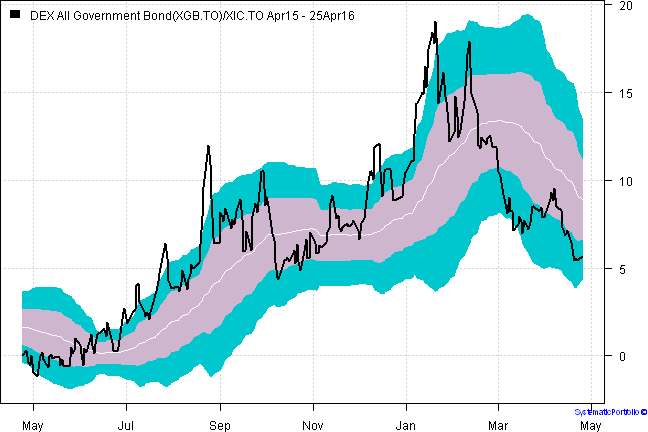 DEX All Government Bond(XGB.TO)/XIC.TO Apr15 - 25Apr16
20
15
10
5
0
May Jul Sep Nov Jan Mar May
SystematicPortfolio ©